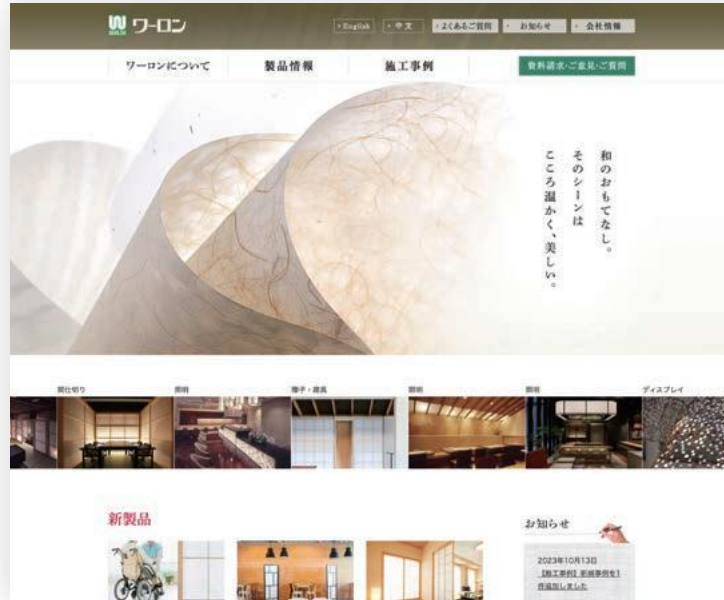 ワーロン
English
中文
よくあるご質問
お知らせ
会社情報
ワーロンについて
製品情報
施工事例
資料請求・ご意見・ご質問
和のおもてなし。
そのシーンは
こころ温かく、美しい。
間仕切り
照明
障子・建具
照明
照明
ディスプレイ
新製品
お知らせ
2023年10月13日
【施工事例】新規事例を1
件追加しました